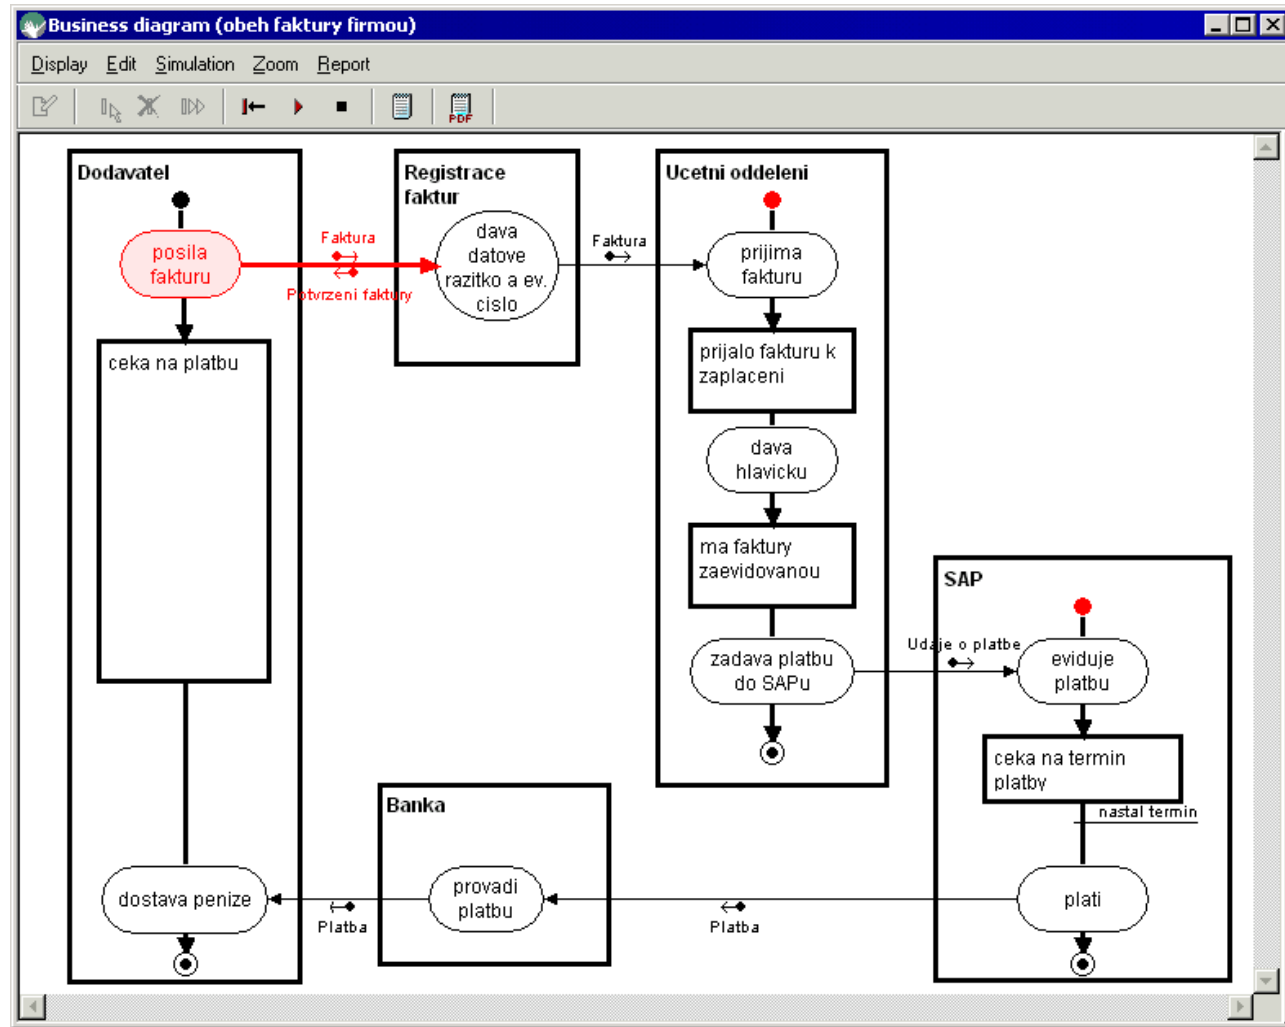 Business diagram (obeh faktury firmou)
Display Edit Simulation Zoom Report
PDF
Dodavatel
posila
fakturu
ceka na platbu
dostava penize
Faktura
Potvrzeni faktury
Registrace
faktur
dava
datove
razitko a ev.
cislo
Faktura
Ucetni oddeleni
prijima
fakturu
prijalo fakturu k
zaplaceni
dava
hlavicku
ma faktury
zaevidovanou
zadava platbu
do SAPu
Udaje o platbe
SAP
eviduje
platbu
ceka na termin
platby
nastal termin
plati
Platba
Banka
provadi
platbu
Platba